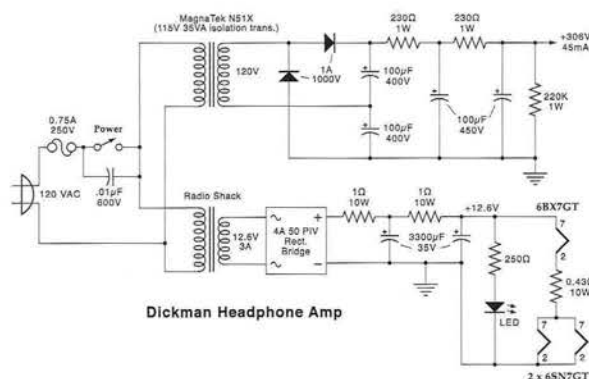 MagnaTek N51X
(115V 35VA isolation trans.)
230Ω
1W
230Ω
1W
+306V
45mA
120V
1A
1000V
100µF
400V
100µF
400V
100µF
450V
220K
1W
0.75A
250V
Power
.01µF
600V
120 VAC
Radio Shack
12.6V
3A
4A 50 PIV
Rect.
Bridge
1Ω
10W
1Ω
10W
+12.6V
3300µF
35V
250Ω
LED
6BX7GT
7
2
0.43Ω
10W
7
2
7
2
2 x 6SN7GT
Dickman Headphone Amp